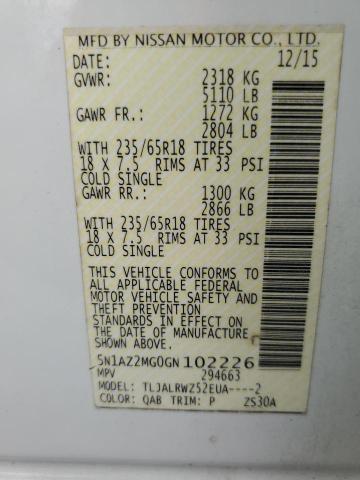 MFD BY NISSAN MOTOR CO., LTD.
DATE: 12/15
GVWR: 2318 KG
5110 LB
GAWR FR.: 1272 KG
2804 LB
WITH 235/65R18 TIRES
18 X 7.5 RIMS AT 33 PSI
COLD SINGLE
GAWR RR.: 1300 KG
2866 LB
WITH 235/65R18 TIRES
18 X 7.5 RIMS AT 33 PSI
COLD SINGLE
THIS VEHICLE CONFORMS TO
ALL APPLICABLE FEDERAL
MOTOR VEHICLE SAFETY AND
THEFT PREVENTION
STANDARDS IN EFFECT ON
THE DATE OF MANUFACTURE
SHOWN ABOVE.
5N1AZ2MG0GN102226
MPV 294663
MODEL: TLJALRWZ52EUA----2
COLOR: QAB TRIM: P ZS30A